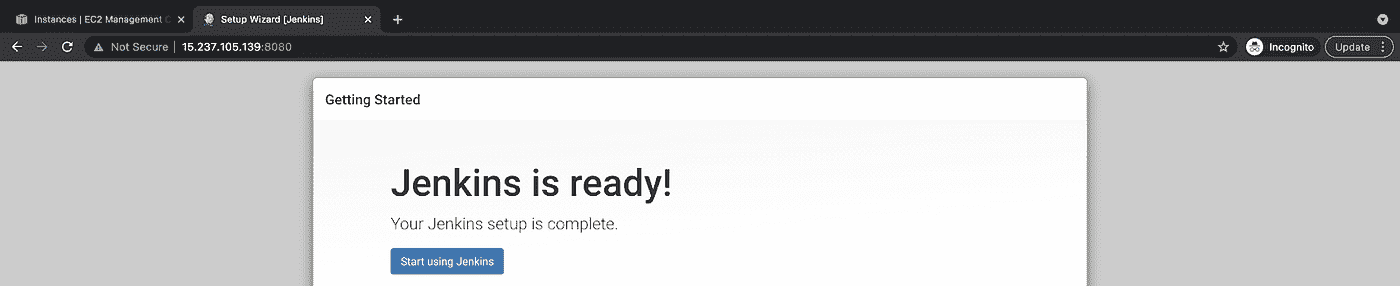 Instances | EC2 Management C
Setup Wizard [Jenkins]
Not Secure | 15.237.105.139:8080
Incognito
Update
Getting Started
Jenkins is ready!
Your Jenkins setup is complete.
Start using Jenkins